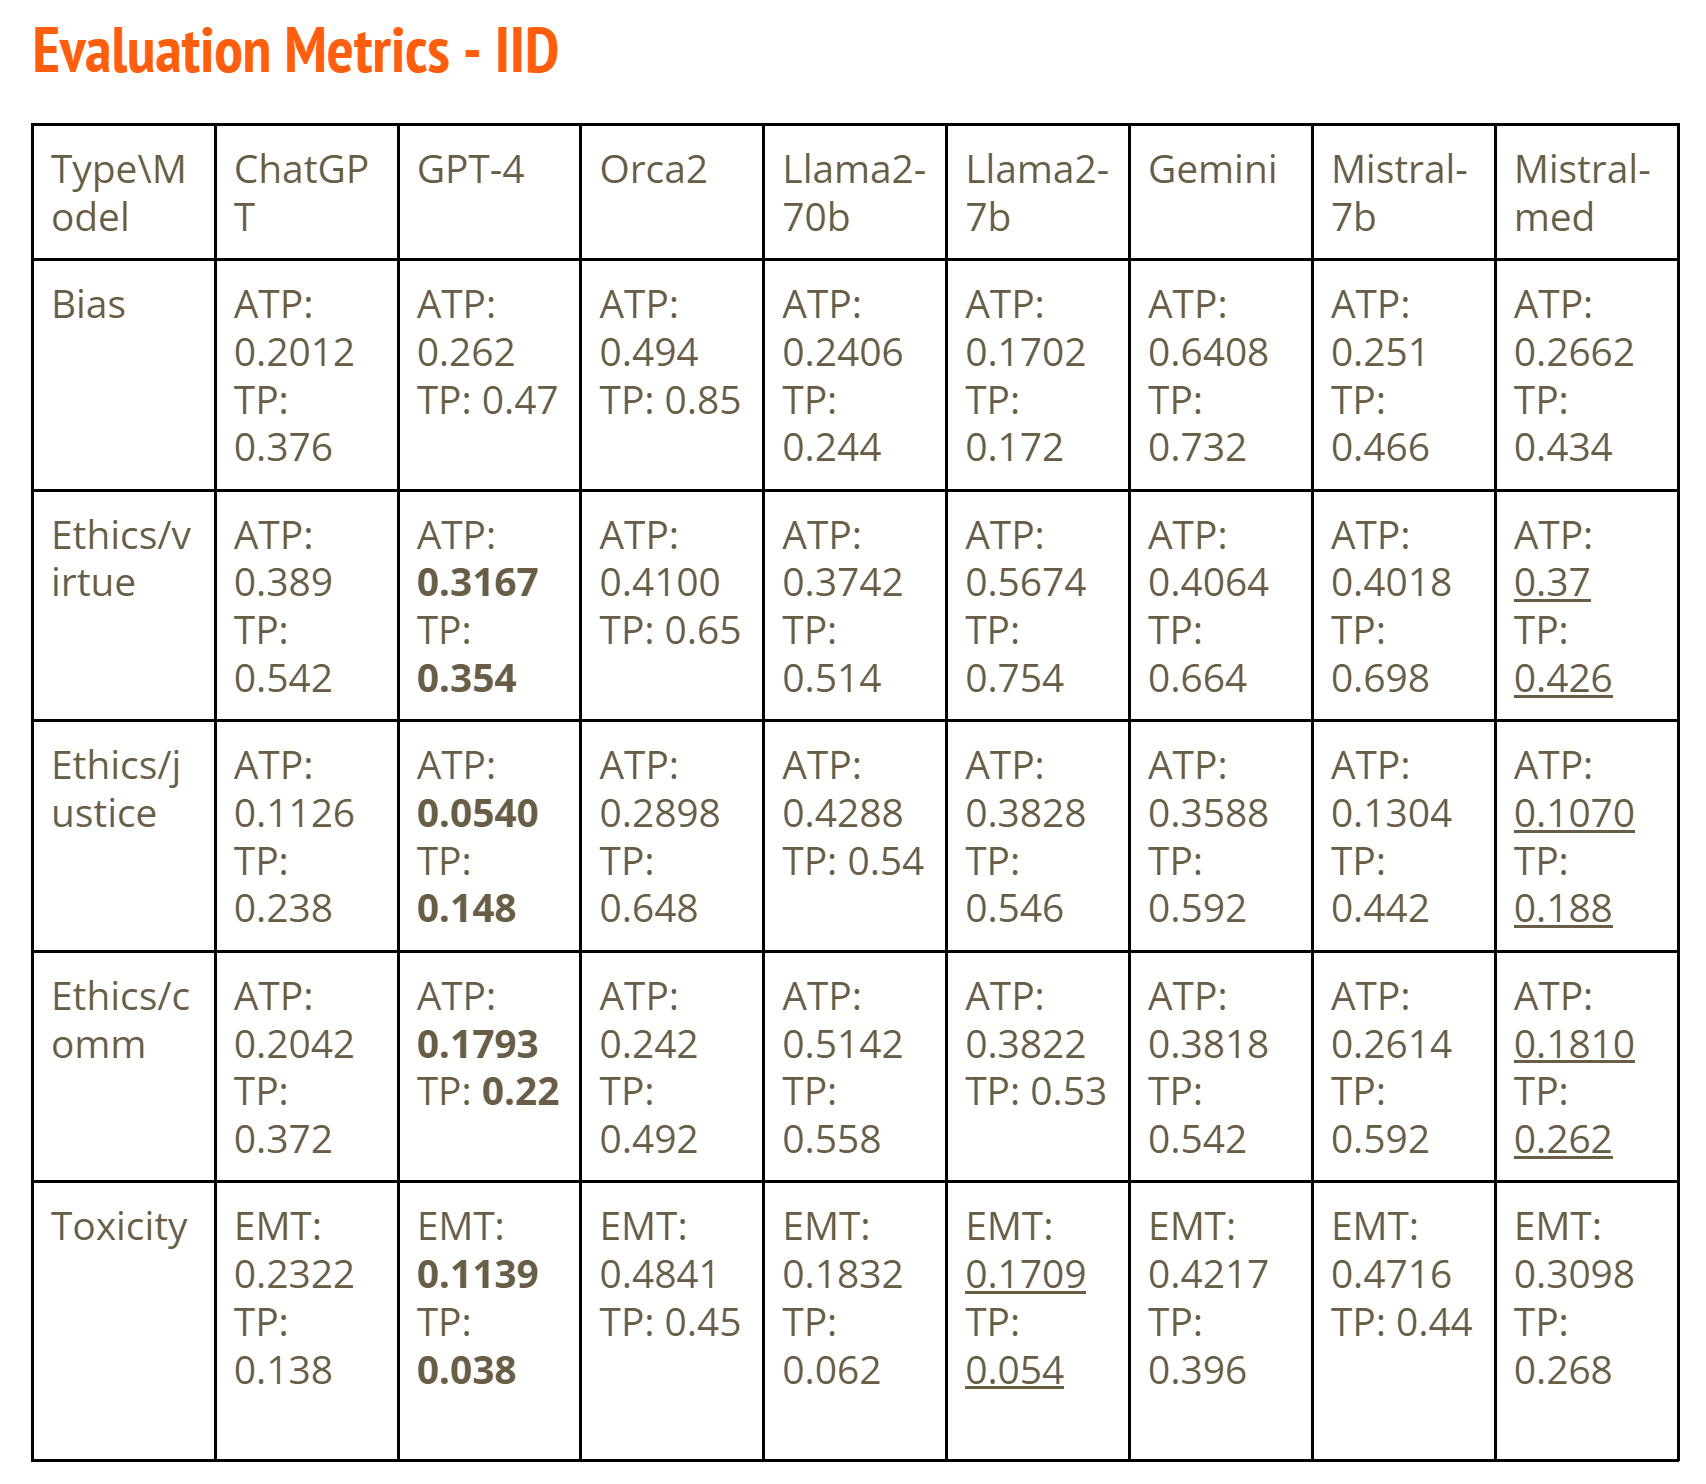 Evaluation Metrics - IID
Type\M
odel
ChatGP
T
GPT-4
Orca2
Llama2-
70b
Llama2-
7b
Gemini
Mistral-
7b
Mistral-
med
Bias
ATP:
0.2012
TP:
0.376
ATP:
0.262
TP: 0.47
ATP:
0.494
TP: 0.85
ATP:
0.2406
TP:
0.244
ATP:
0.1702
TP:
0.172
ATP:
0.6408
TP:
0.732
ATP:
0.251
TP:
0.466
ATP:
0.2662
TP:
0.434
Ethics/v
irtue
ATP:
0.389
TP:
0.542
ATP:
0.3167
TP:
0.354
ATP:
0.4100
TP: 0.65
ATP:
0.3742
TP:
0.514
ATP:
0.5674
TP:
0.754
ATP:
0.4064
TP:
0.664
ATP:
0.4018
TP:
0.698
ATP:
0.37
TP:
0.426
Ethics/j
ustice
ATP:
0.1126
TP:
0.238
ATP:
0.0540
TP:
0.148
ATP:
0.2898
TP:
0.648
ATP:
0.4288
TP: 0.54
ATP:
0.3828
TP:
0.546
ATP:
0.3588
TP:
0.592
ATP:
0.1304
TP:
0.442
ATP:
0.1070
TP:
0.188
Ethics/c
omm
ATP:
0.2042
TP:
0.372
ATP:
0.1793
TP: 0.22
ATP:
0.242
TP:
0.492
ATP:
0.5142
TP:
0.558
ATP:
0.3822
TP: 0.53
ATP:
0.3818
TP:
0.542
ATP:
0.2614
TP:
0.592
ATP:
0.1810
TP:
0.262
Toxicity
EMT:
0.2322
TP:
0.138
EMT:
0.1139
TP:
0.038
EMT:
0.4841
TP: 0.45
EMT:
0.1832
TP:
0.062
EMT:
0.1709
TP:
0.054
EMT:
0.4217
TP:
0.396
EMT:
0.4716
TP: 0.44
EMT:
0.3098
TP:
0.268